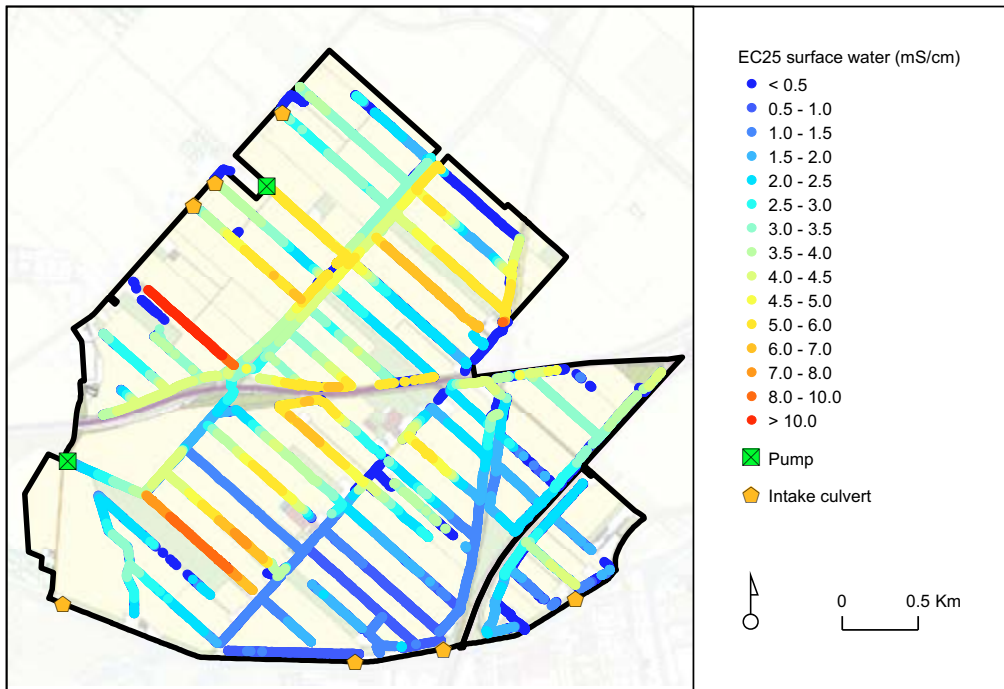 EC25 surface water (mS/cm)
< 0.5
0.5 - 1.0
1.0 - 1.5
1.5 - 2.0
2.0 - 2.5
2.5 - 3.0
3.0 - 3.5
3.5 - 4.0
4.0 - 4.5
4.5 - 5.0
5.0 - 6.0
6.0 - 7.0
7.0 - 8.0
8.0 - 10.0
> 10.0
Pump
Intake culvert
0 0.5 Km